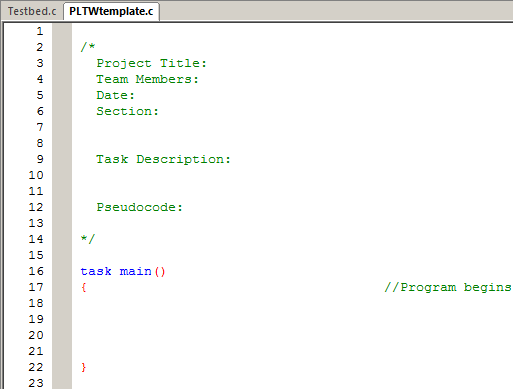 Testbed.c PLTWtemplate.c
1
2 /*
3 Project Title:
4 Team Members:
5 Date:
6 Section:
7
8
9 Task Description:
10
11
12 Pseudocode:
13
14 */
15
16 task main()
17 { //Program begins
18
19
20
21
22 }
23